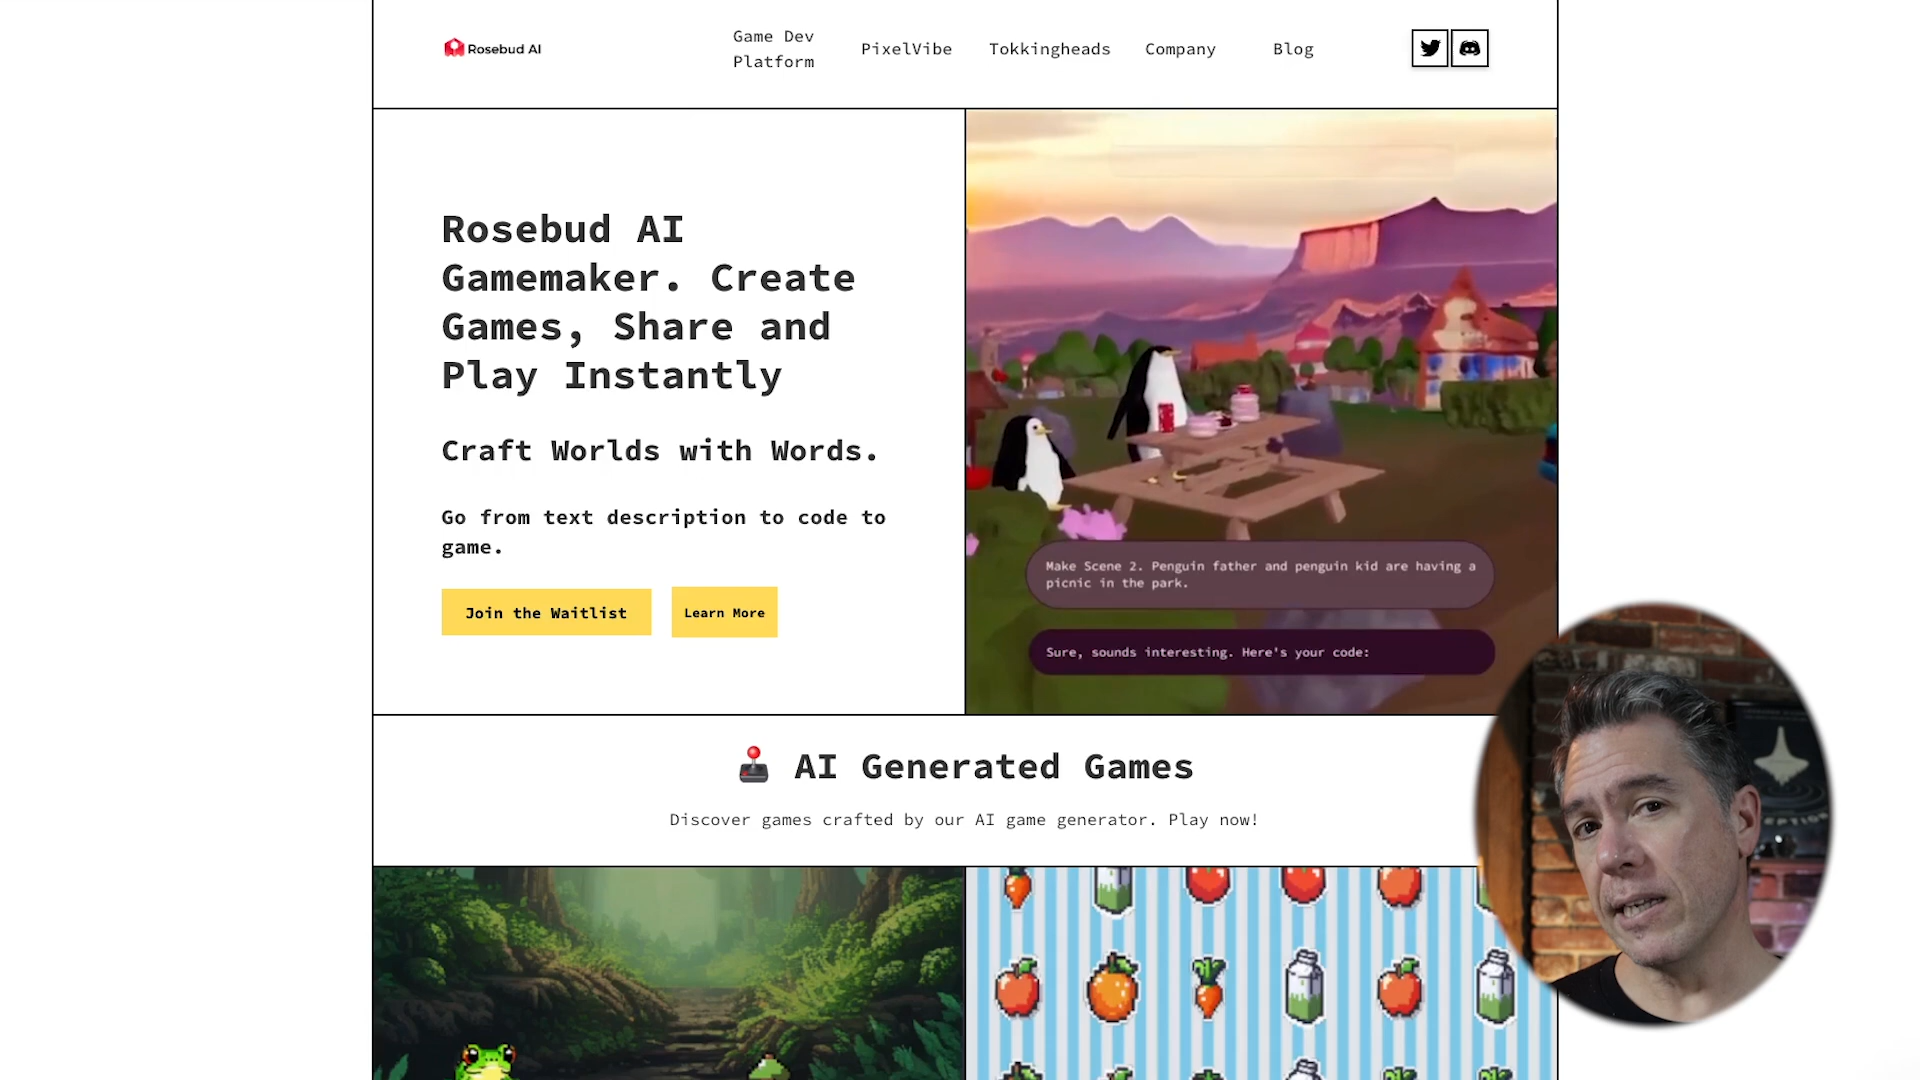 Rosebud AI
Game Dev
Platform
PixelVibe
Tokkingheads
Company
Blog
Rosebud AI
Gamemaker. Create
Games, Share and
Play Instantly
Craft Worlds with Words.
Go from text description to code to
game.
Join the Waitlist
Learn More
Make Scene 2. Penguin father and penguin kid are having a
picnic in the park.
Sure, sounds interesting. Here's your code:
AI Generated Games
Discover games crafted by our AI game generator. Play now!